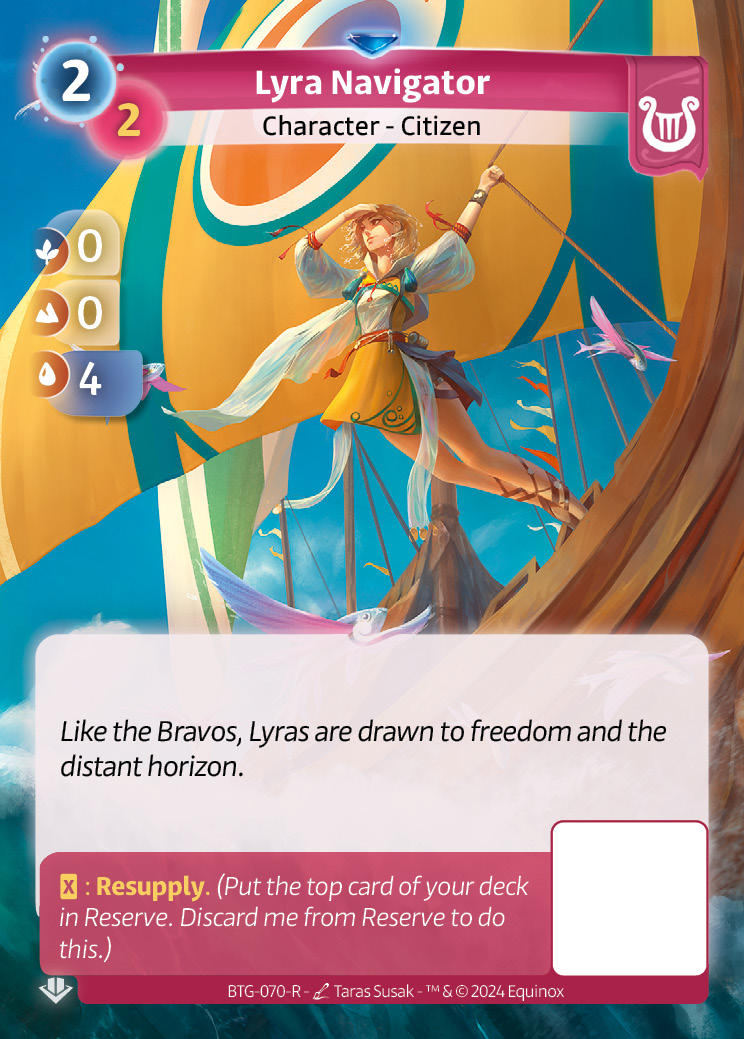 2
Lyra Navigator
2
Character - Citizen
0
0
4
Like the Bravos, Lyras are drawn to freedom and the
distant horizon.
X : Resupply. (Put the top card of your deck
in Reserve. Discard me from Reserve to do
this.)
BTG-070-R - Taras Susak - ™ & © 2024 Equinox